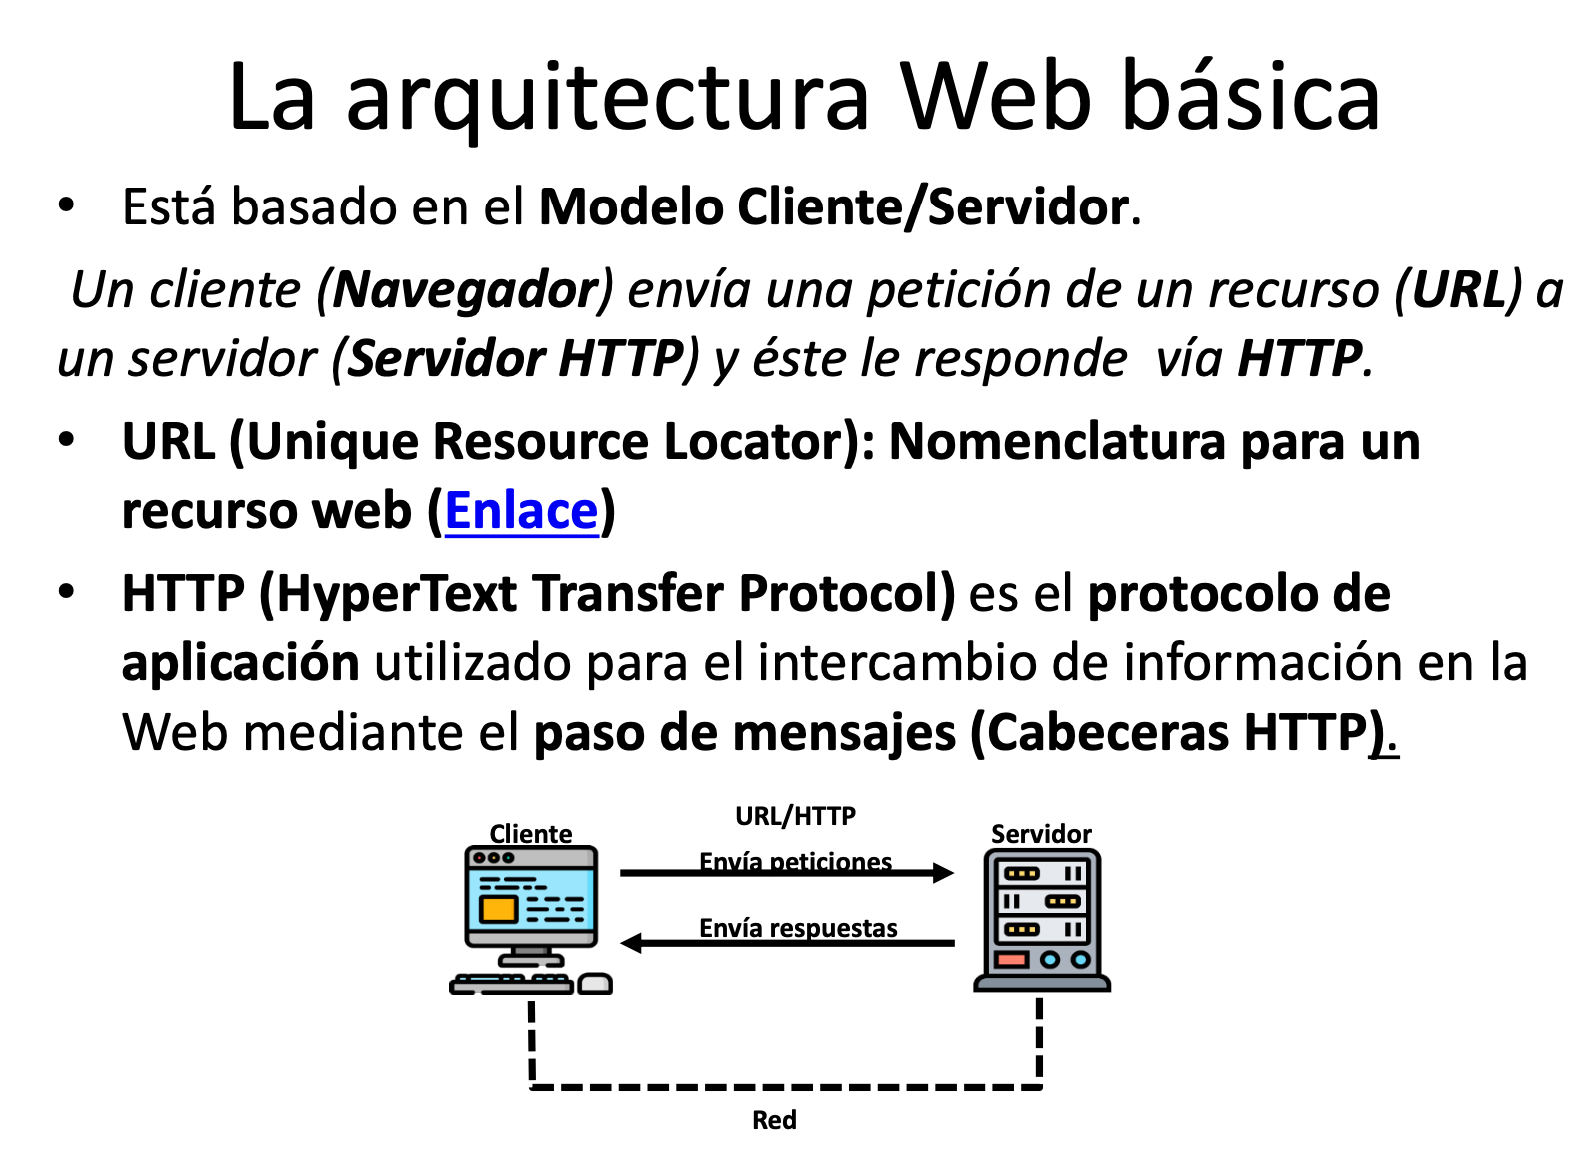 La arquitectura Web básica
• Está basado en el Modelo Cliente/Servidor.
Un cliente (Navegador) envía una petición de un recurso (URL) a
un servidor (Servidor HTTP) y éste le responde vía HTTP.
• URL (Unique Resource Locator): Nomenclatura para un
recurso web (Enlace)
• HTTP (HyperText Transfer Protocol) es el protocolo de
aplicación utilizado para el intercambio de información en la
Web mediante el paso de mensajes (Cabeceras HTTP).
URL/HTTP
Cliente
Servidor
Envía peticiones
Envía respuestas
Red